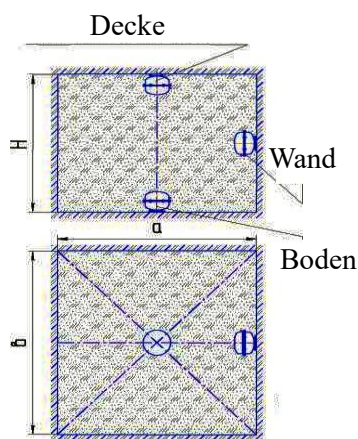 Decke
H
Wand
a
Boden
в